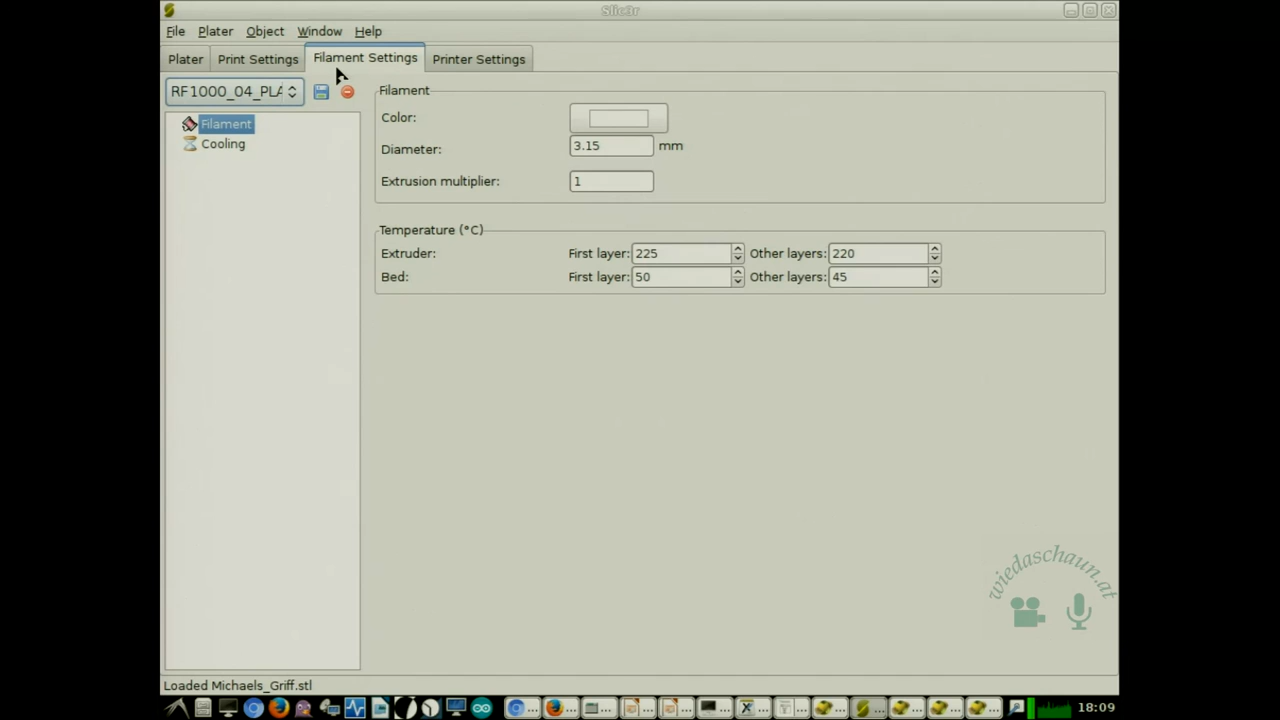 Slic3r
File Plater Object Window Help
Plater Print Settings Filament Settings Printer Settings
RF1000_04_PLA
Filament
Cooling
Filament
Color:
Diameter: 3.15 mm
Extrusion multiplier: 1
Temperature (°C)
Extruder: First layer: 225 Other layers: 220
Bed: First layer: 50 Other layers: 45
wiedaschaun.at
Loaded Michaels_Griff.stl
18:09